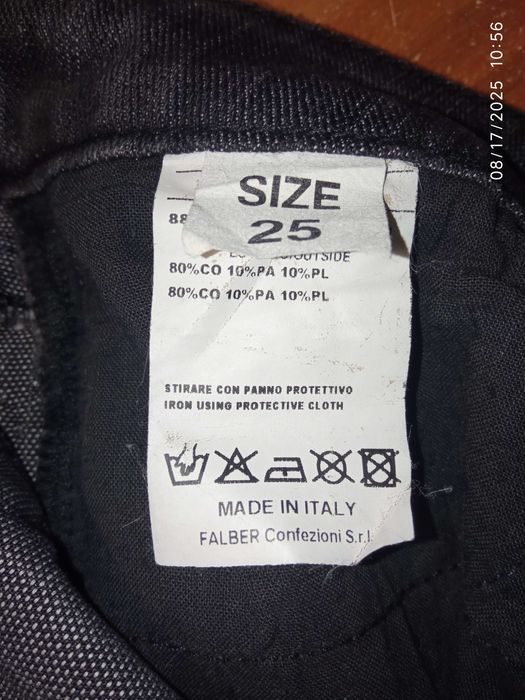 SIZE
25
88
80%CO 10%PA 10%PL
80%CO 10%PA 10%PL
STIRARE CON PANNO PROTETTIVO
IRON USING PROTECTIVE CLOTH
MADE IN ITALY
FALBER Confezioni S.r.l.
08/17/2025 10:56